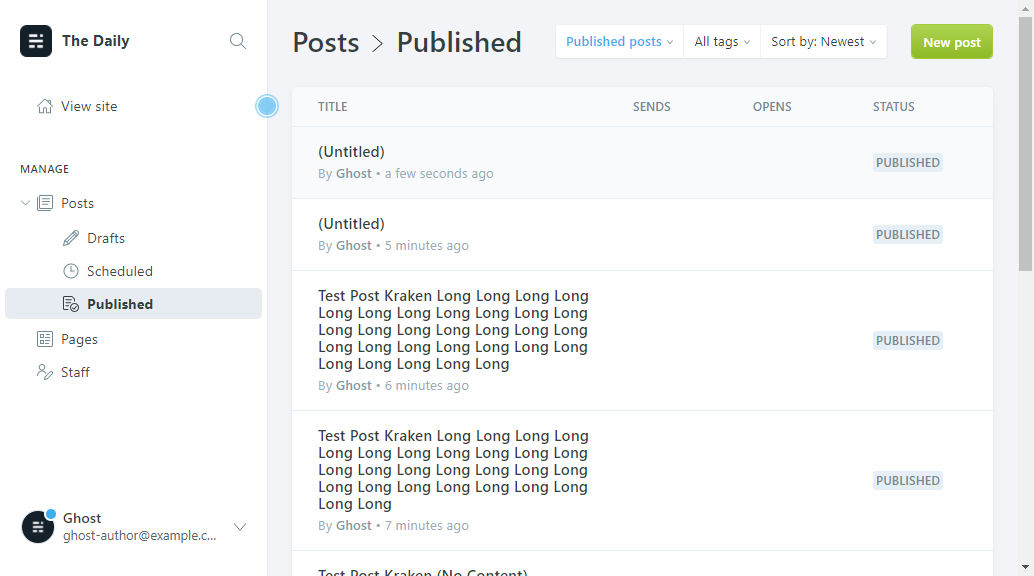 The Daily
View site
MANAGE
Posts
Drafts
Scheduled
Published
Pages
Staff
Ghost
ghost-author@example.c...
Posts > Published
Published posts
All tags
Sort by: Newest
New post
TITLE SENDS OPENS STATUS
(Untitled)
By Ghost • a few seconds ago
PUBLISHED
(Untitled)
By Ghost • 5 minutes ago
PUBLISHED
Test Post Kraken Long Long Long Long
Long Long Long Long Long Long Long
Long Long Long Long Long Long Long
Long Long Long Long Long Long Long
Long Long Long Long Long
By Ghost • 6 minutes ago
PUBLISHED
Test Post Kraken Long Long Long Long
Long Long Long Long Long Long Long
Long Long Long Long Long Long Long
Long Long Long Long Long Long Long
Long Long
By Ghost • 7 minutes ago
PUBLISHED
Test Post Kraken (No Content)